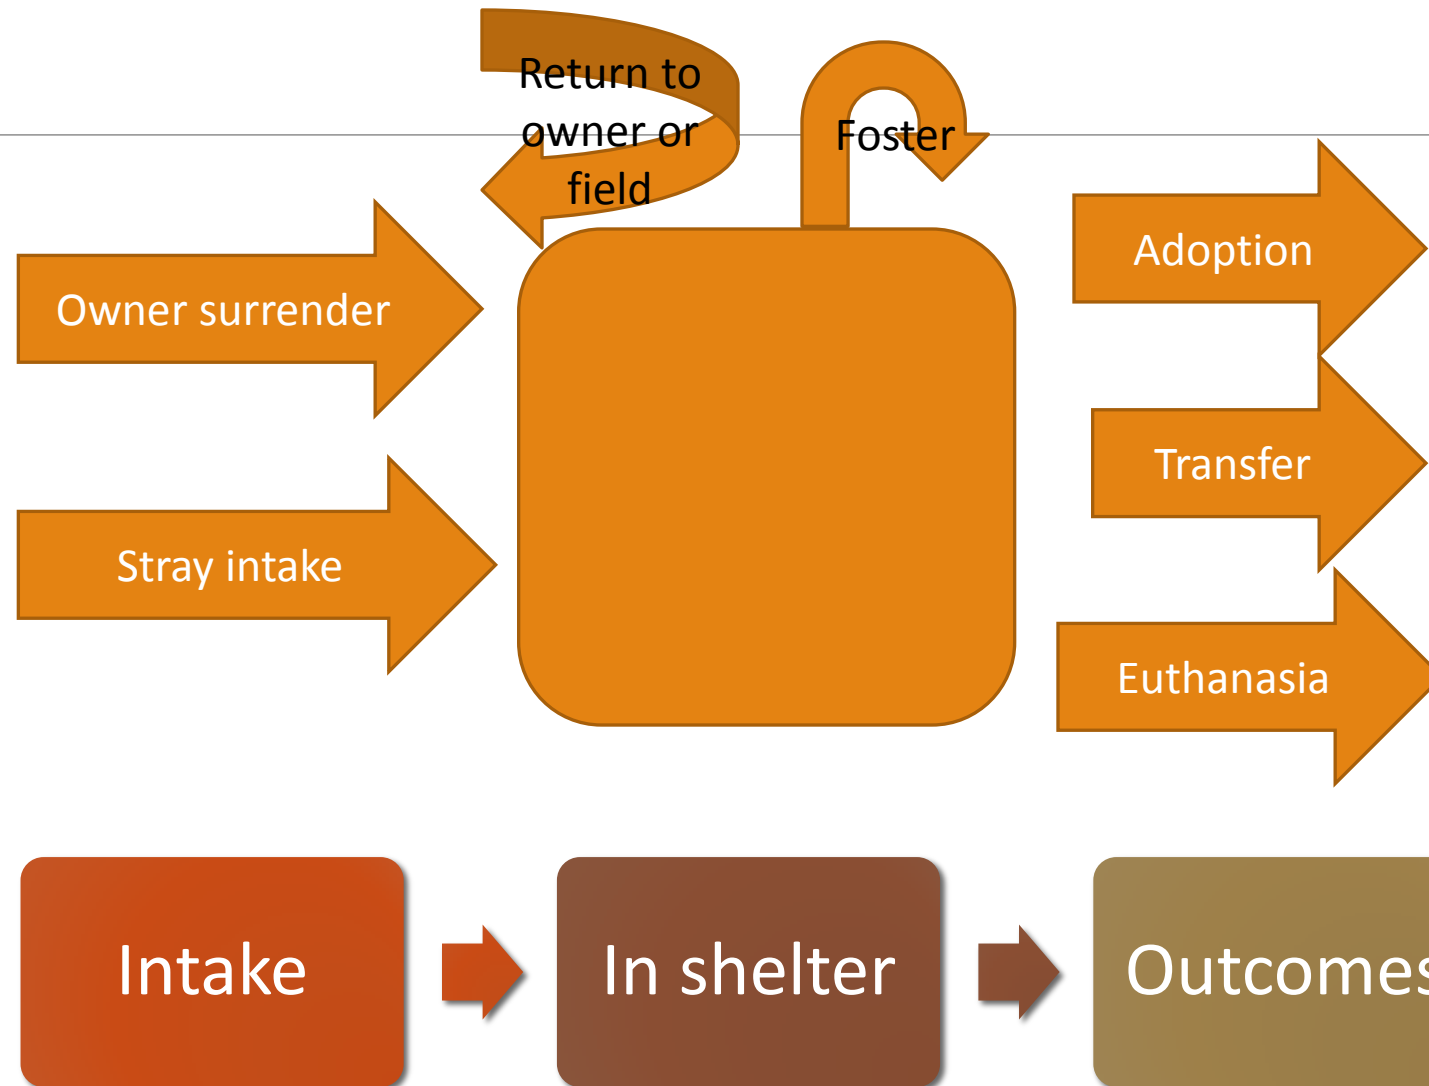 Return to
owner or
field
Foster
Owner surrender
Adoption
Stray intake
Transfer
Euthanasia
Intake
In shelter
Outcomes